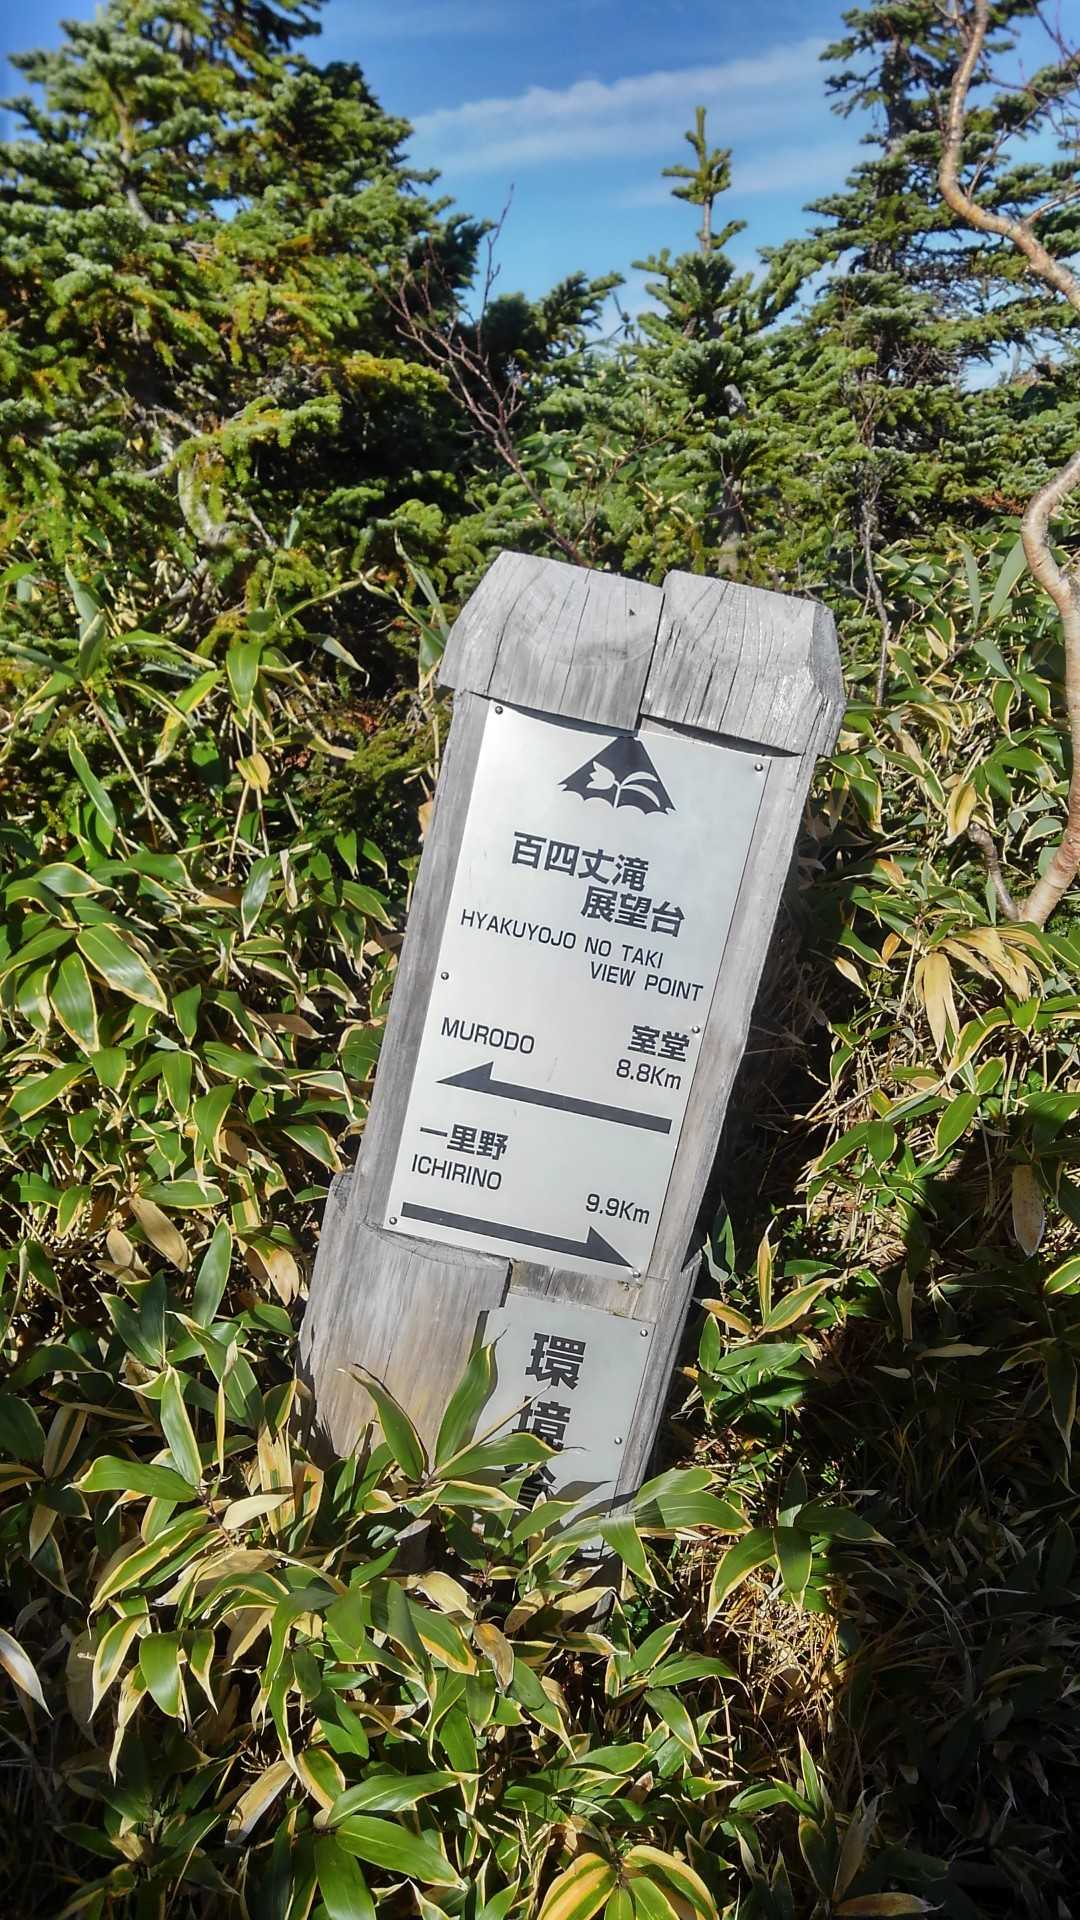 百四丈滝
展望台
HYAKUYOJO NO TAKI
VIEW POINT
MURODO 室堂
8.8Km
一里野
ICHIRINO
9.9Km
環
境